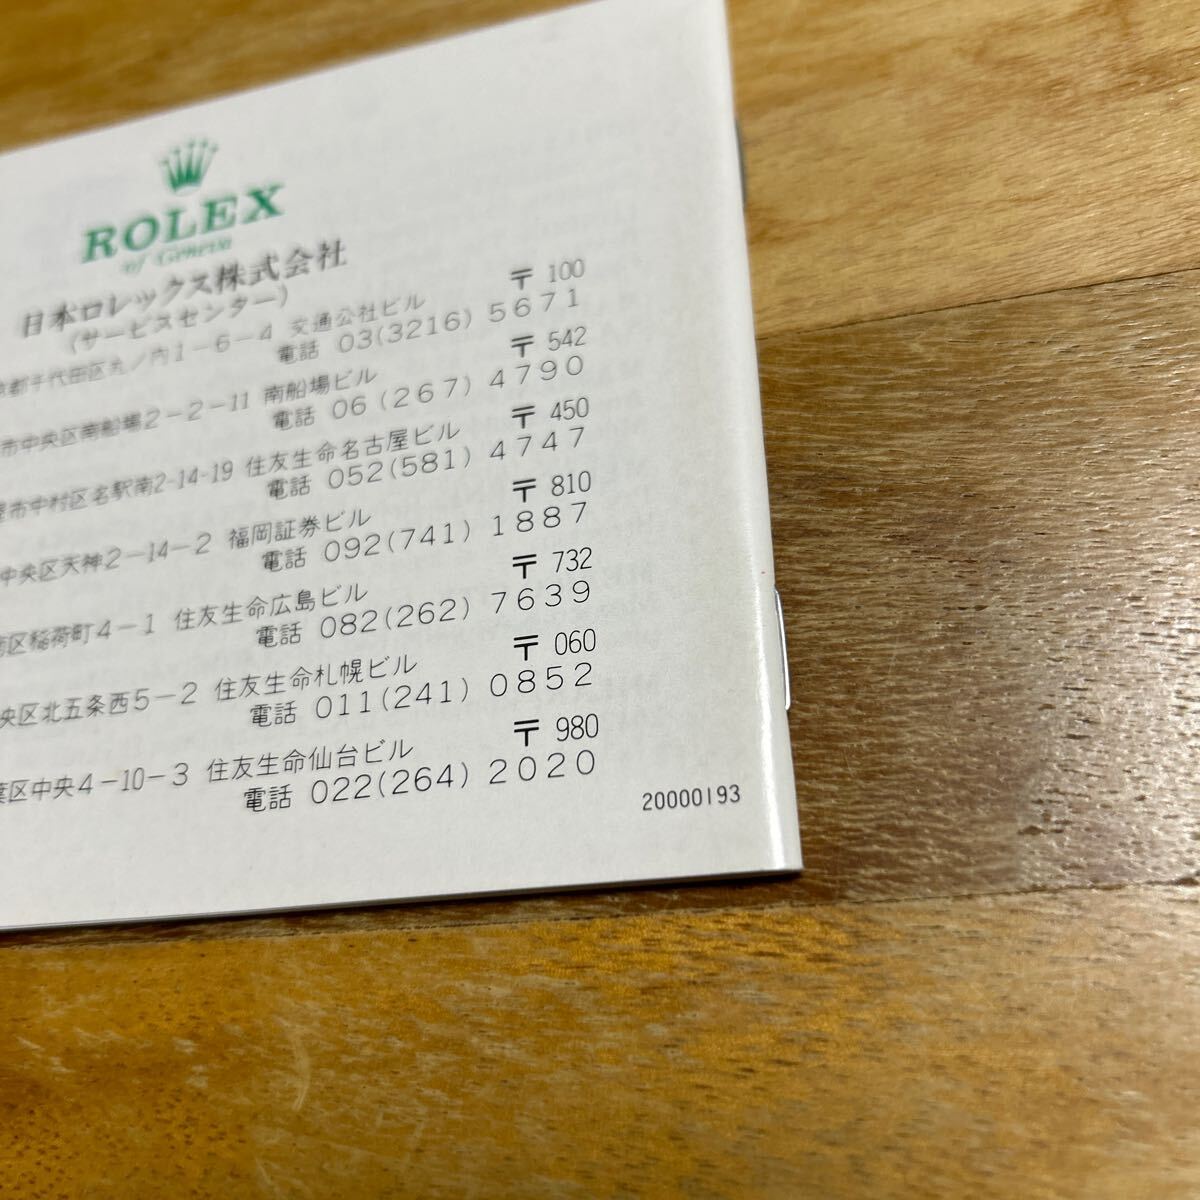 ROLEX
of Geneva
日本ロレックス株式会社
(サービスセンター)
〒 100
京都千代田区丸ノ内1-6-4 交通公社ビル
電話 03(3216) 5671
〒 542
市中央区南船場2-2-11 南船場ビル
電話 06 (267) 4790
〒 450
屋市中村区名駅南2-14-19 住友生命名古屋ビル
電話 052(581) 4747
〒 810
中央区天神2-14-2 福岡証券ビル
電話 092(741) 1887
〒 732
区稲荷町4-1 住友生命広島ビル
電話 082(262) 7639
〒 060
央区北五条西5-2 住友生命札幌ビル
電話 011(241) 0852
〒 980
葉区中央4-10-3 住友生命仙台ビル
電話 022(264) 2020
20000193